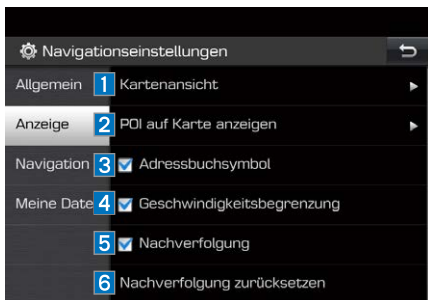 Navigationseinstellungen
Allgemein 1 Kartenansicht
Anzeige 2 POI auf Karte anzeigen
Navigation 3 Adressbuchsymbol
Meine Date 4 Geschwindigkeitsbegrenzung
5 Nachverfolgung
6 Nachverfolgung zurücksetzen